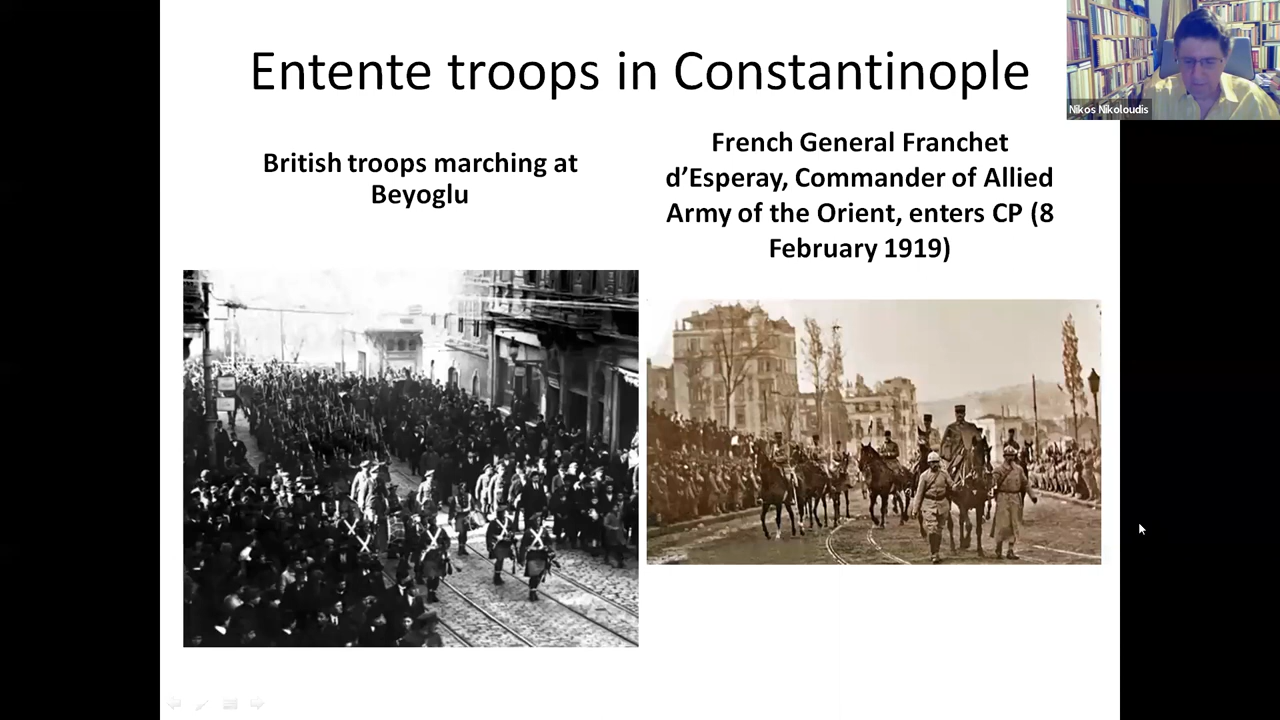 Entente troops in Constantinople
Nikos Nikoloudis
British troops marching at
Beyoglu
French General Franchet
d’Esperay, Commander of Allied
Army of the Orient, enters CP (8
February 1919)